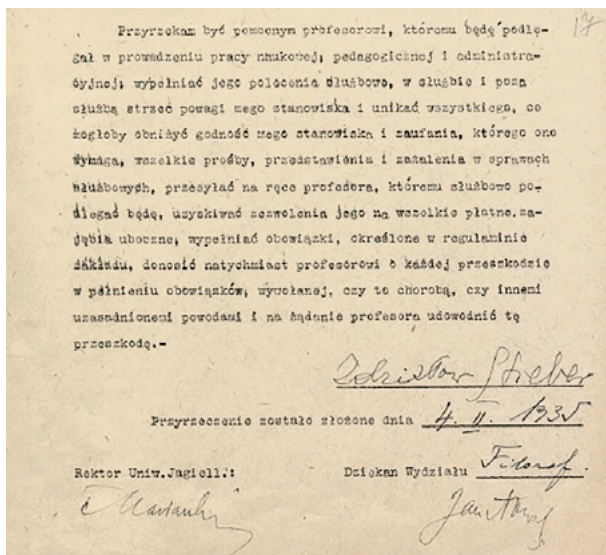 17
Przyrzekam być pomocnym profesorowi, któremu będę podle-
gał w prowadzeniu pracy naukowej, pedagogicznej i administra-
cyjnej; wypełniać jego polecenia służbowe, w służbie i poza
służbą strzec powagi mego stanowiska i unikać wszystkiego, co
mogłoby obniżyć godność mego stanowiska i zaufania, którego ono
wymaga, wszelkie prośby, przedstawienia i zażalenia w sprawach
służbowych, przesyłać na ręce profesora, któremu służbowo po-
dlegać będę, uzyskiwać zezwolenia jego na wszelkie płatne za-
jęcia uboczne, wypełniać obowiązki, określone w regulaminie
zakładu, donosić natychmiast profesorowi o każdej przeszkodzie
w pełnieniu obowiązków, wywołanej, czy to chorobą, czy innemi
uzasadnionemi powodami i na żądanie profesora udowodnić tę
przeszkodę.-
Zdzisław Stieber
Przyrzeczenie zostało złożone dnia 4. II. 1935
Rektor Uniw.Jagiell.: Dziekan Wydziału Filozof.